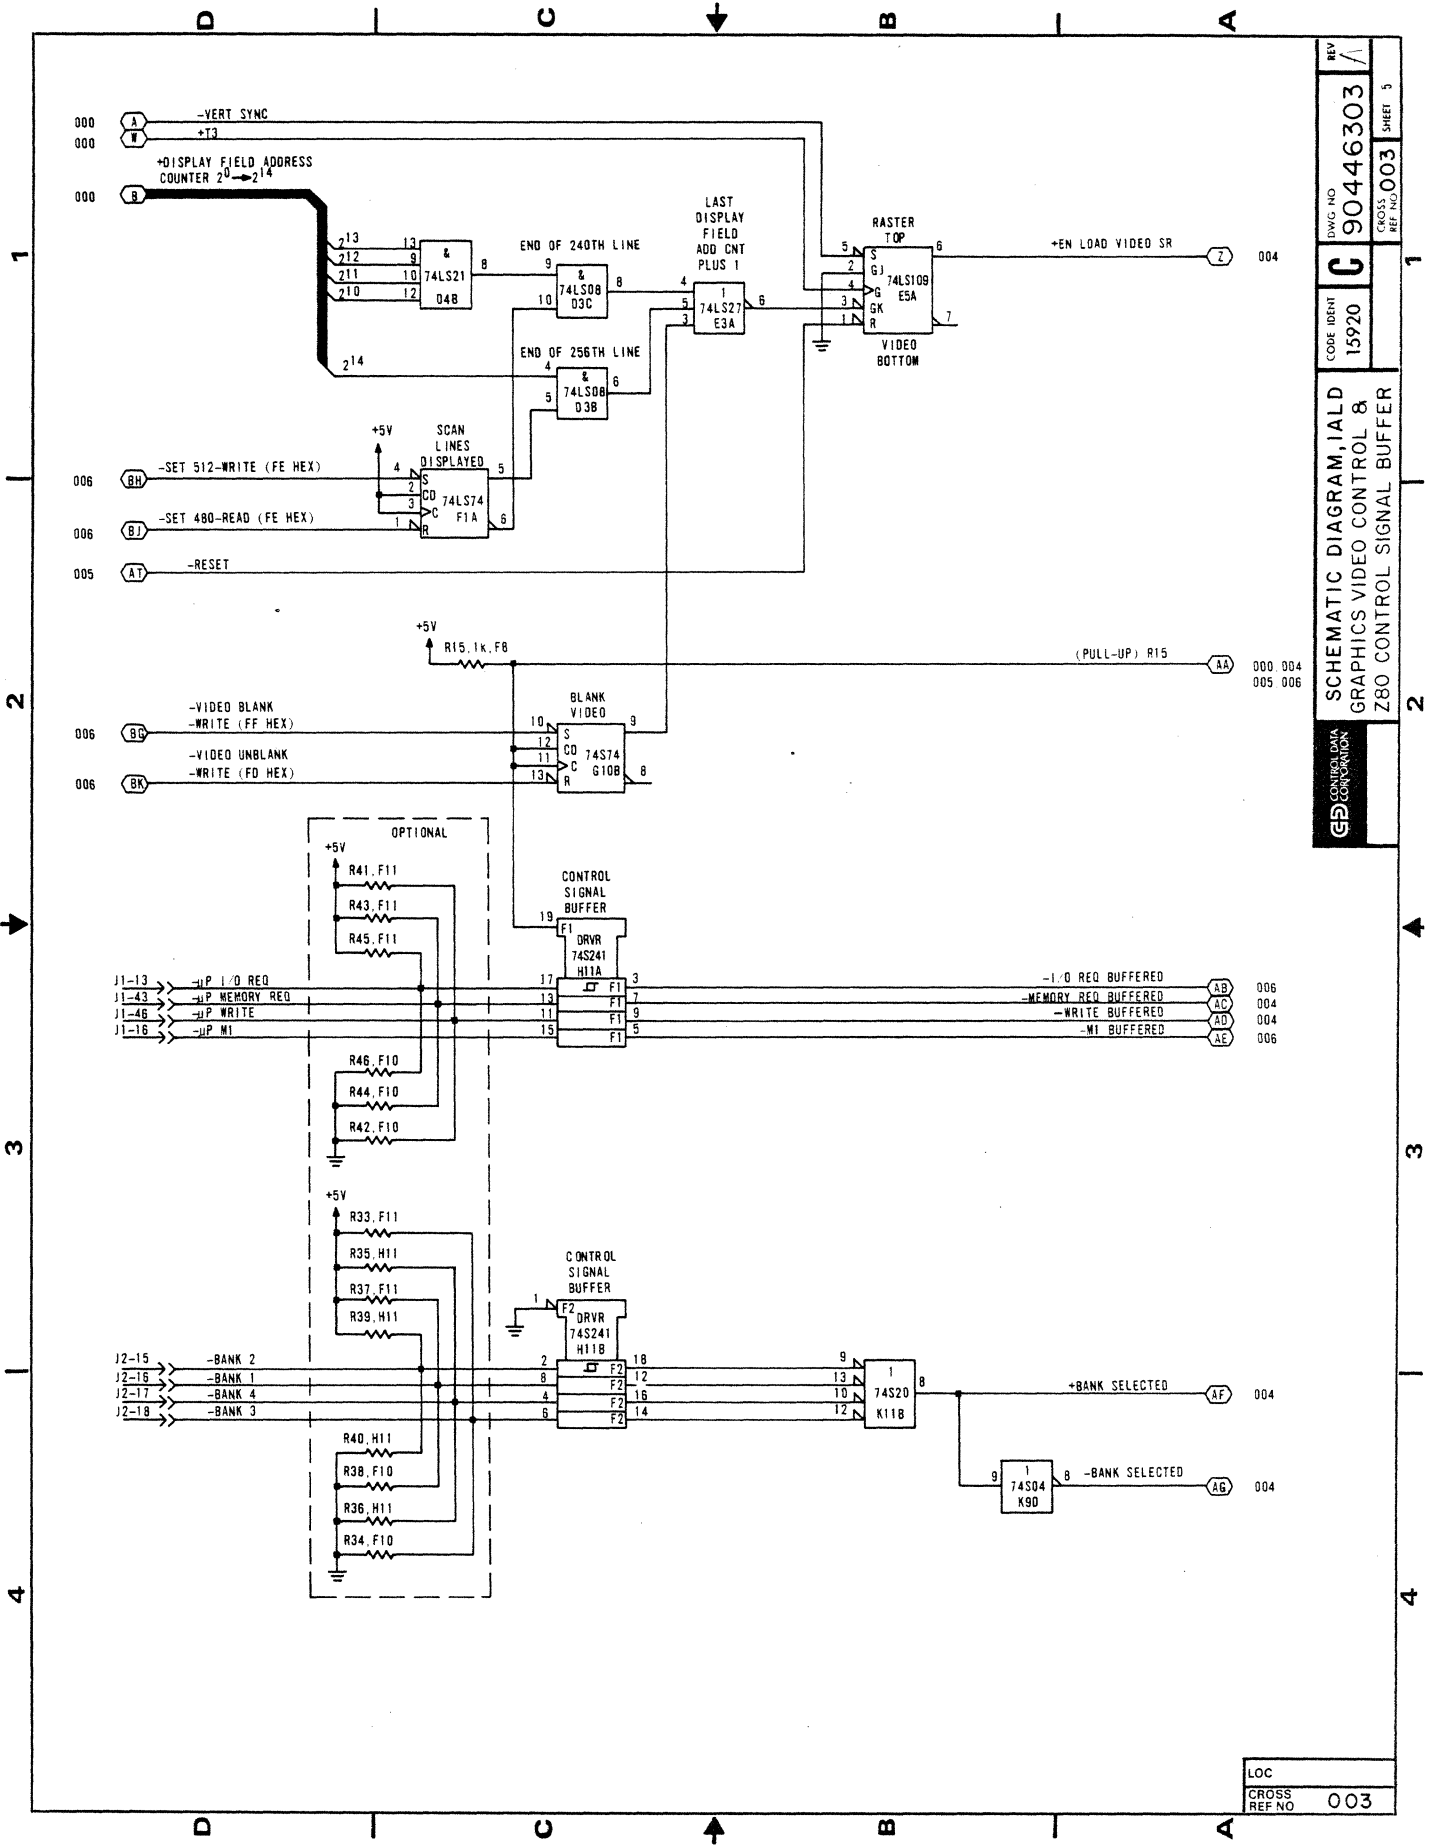 D
C
B
A
1
2
3
4
000
A
-VERT SYNC
000
W
+T3
+DISPLAY FIELD ADDRESS
COUNTER 2⁰→2¹⁴
000
B
2¹³
2¹²
2¹¹
2¹⁰
2¹⁴
13
9
10
12
&
74LS21
D4B
8
END OF 240TH LINE
9
10
&
74LS08
D3C
8
END OF 256TH LINE
4
5
&
74LS08
D3B
6
LAST
DISPLAY
FIELD
ADD CNT
PLUS 1
4
5
3
1
74LS27
E3A
6
RASTER
TOP
5
2
4
3
1
S
GJ
G
GK
R
74LS109
E5A
6
7
VIDEO
BOTTOM
+EN LOAD VIDEO SR
Z
004
+5V
SCAN
LINES
DISPLAYED
4
2
3
1
S
CD
C
R
74LS74
F1A
5
6
006
BH
-SET 512-WRITE (FE HEX)
006
BJ
-SET 480-READ (FE HEX)
005
AT
-RESET
+5V
R15,1K,F8
(PULL-UP) R15
AA
000.004
005.006
-VIDEO BLANK
-WRITE (FF HEX)
006
BG
-VIDEO UNBLANK
-WRITE (FD HEX)
006
BK
BLANK
VIDEO
10
12
11
13
S
CD
C
R
74S74
G10B
9
8
OPTIONAL
+5V
R41,F11
R43,F11
R45,F11
J1-13
-μP I/O REQ
J1-43
-μP MEMORY REQ
J1-46
-μP WRITE
J1-16
-μP M1
R46,F10
R44,F10
R42,F10
CONTROL
SIGNAL
BUFFER
19
F1
DRVR
74S241
H11A
17
13
11
15
F1
F1
F1
F1
3
7
9
5
-I/O REQ BUFFERED
AB
006
-MEMORY REQ BUFFERED
AC
004
-WRITE BUFFERED
AD
004
-M1 BUFFERED
AE
006
+5V
R33,F11
R35,H11
R37,F11
R39,H11
J2-15
-BANK 2
J2-16
-BANK 1
J2-17
-BANK 4
J2-18
-BANK 3
R40,H11
R38,F10
R36,H11
R34,F10
CONTROL
SIGNAL
BUFFER
1
F2
DRVR
74S241
H11B
2
8
4
6
F2
F2
F2
F2
18
12
16
14
9
13
10
12
1
74S20
K11B
8
+BANK SELECTED
AF
004
9
1
74S04
K9D
8
-BANK SELECTED
AG
004
1
2
3
4
D
C
B
A
LOC
CROSS
REF NO
003
CONTROL DATA
CORPORATION
SCHEMATIC DIAGRAM, IALD
GRAPHICS VIDEO CONTROL &
Z80 CONTROL SIGNAL BUFFER
CODE IDENT
15920
C
DWG NO
90446303
REV
CROSS
REF NO
003
SHEET 5